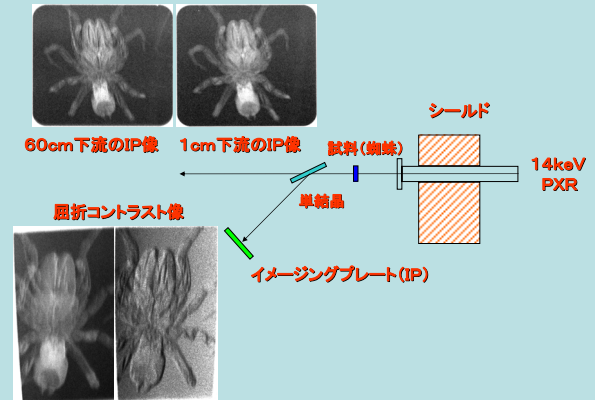 60cm下流のIP像
1cm下流のIP像
シールド
試料(蜘蛛)
14keV
PXR
単結晶
屈折コントラスト像
イメージングプレート(IP)